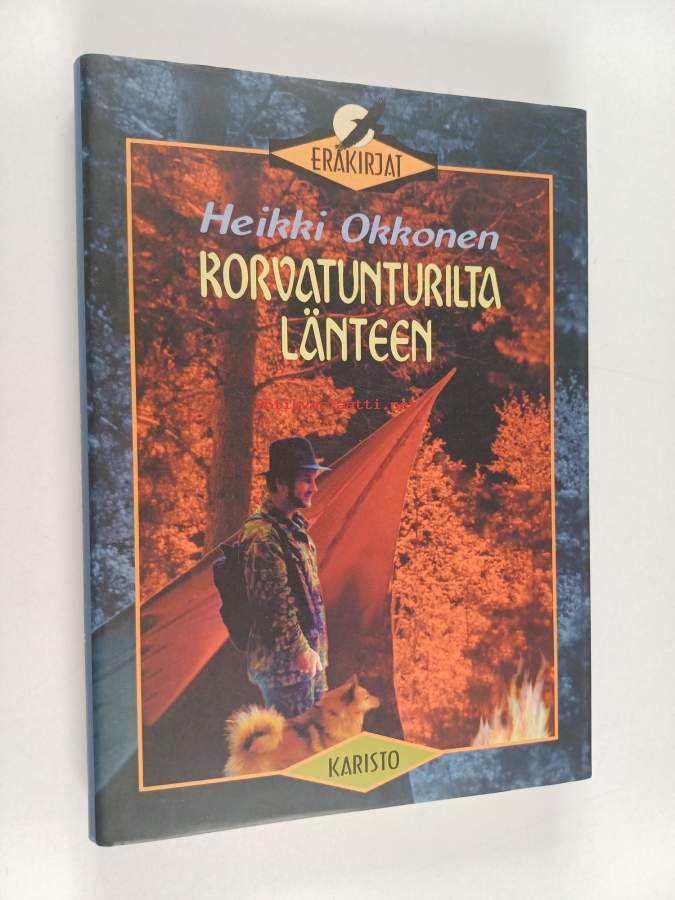 ERÄKIRJAT
Heikki Okkonen
KORVATUNTURILTA
LÄNTEEN
KARISTO